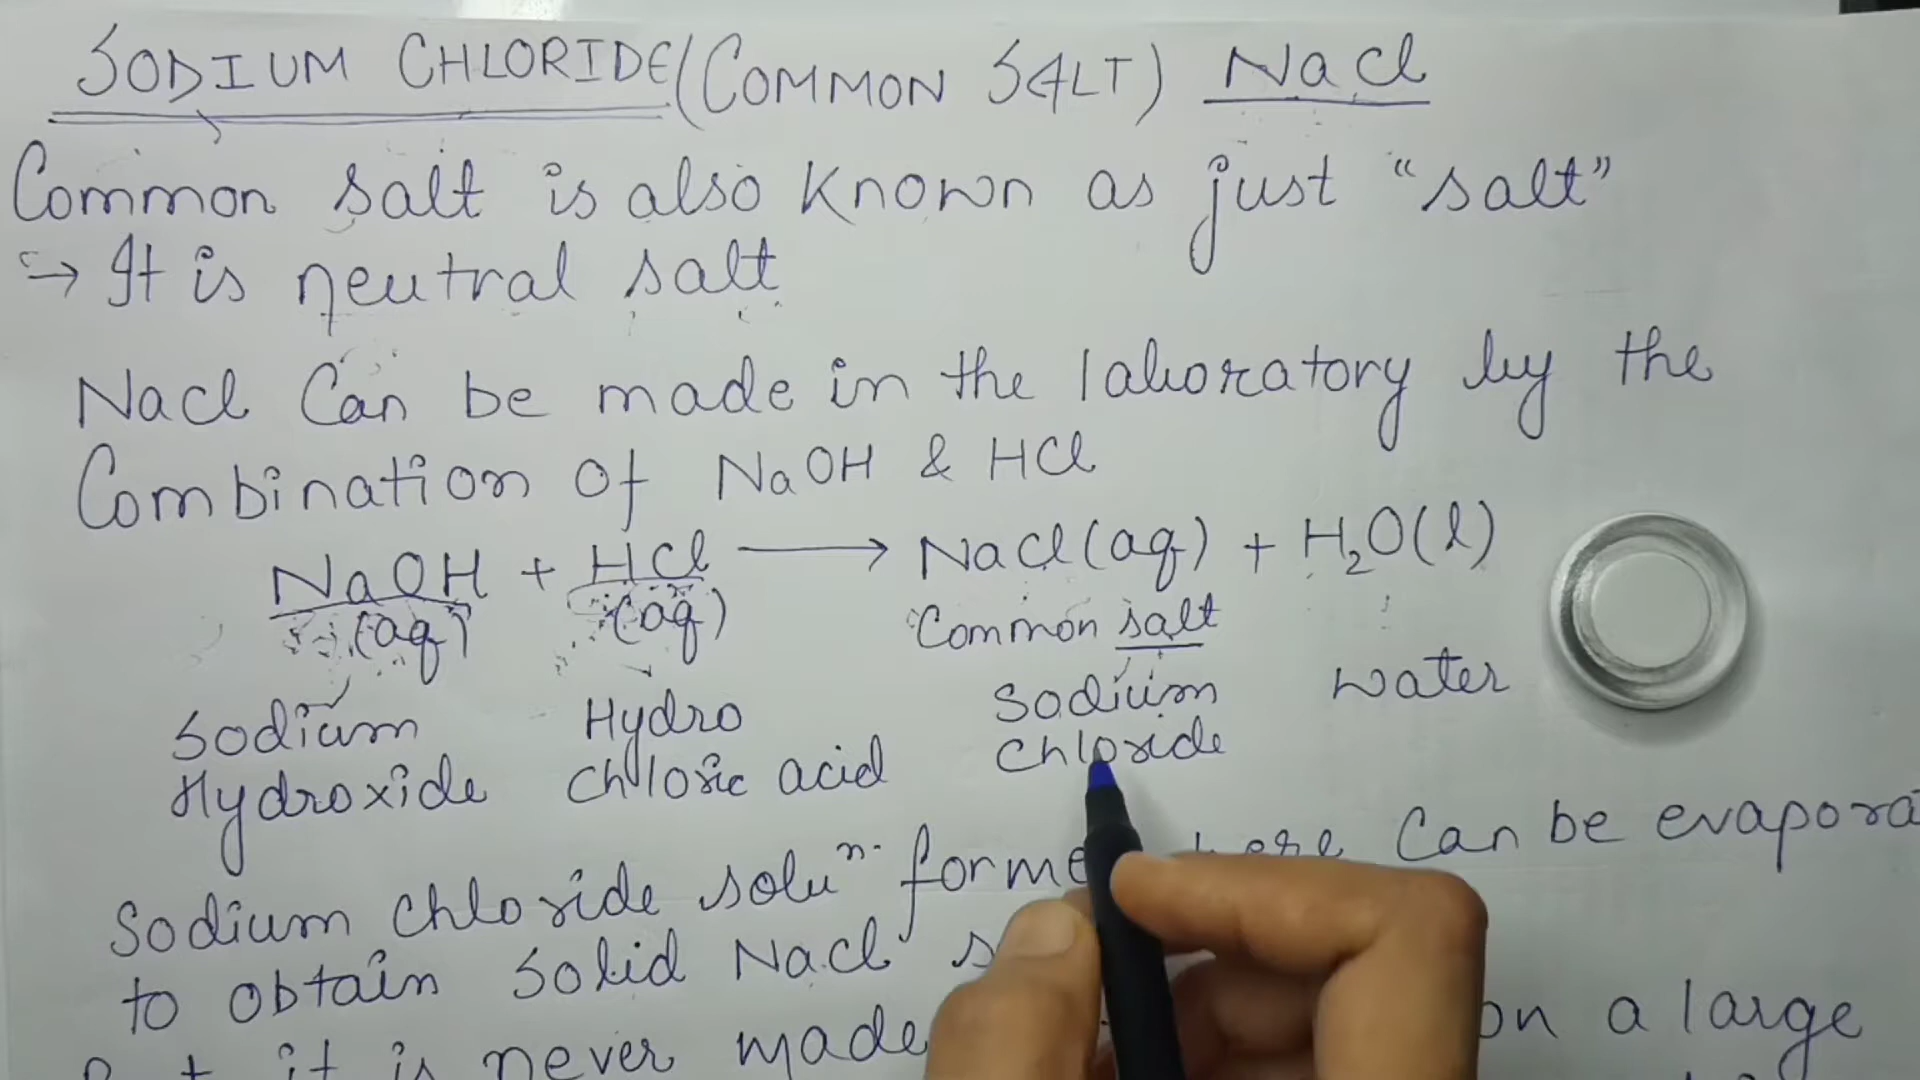 SODIUM CHLORIDE (COMMON SALT) NaCl
Common salt is also known as just "salt"
→ It is neutral salt
NaCl Can be made in the laboratory by the
Combination of NaOH & HCl
NaOH + HCl → NaCl(aq) + H₂O(l)
(aq) (aq) Common salt
Sodium Hydro Sodium water
Hydroxide Chloric acid Chloride
Sodium chloride soluⁿ· forme here Can be evapora
to obtain Solid NaCl s
it is never made on a large